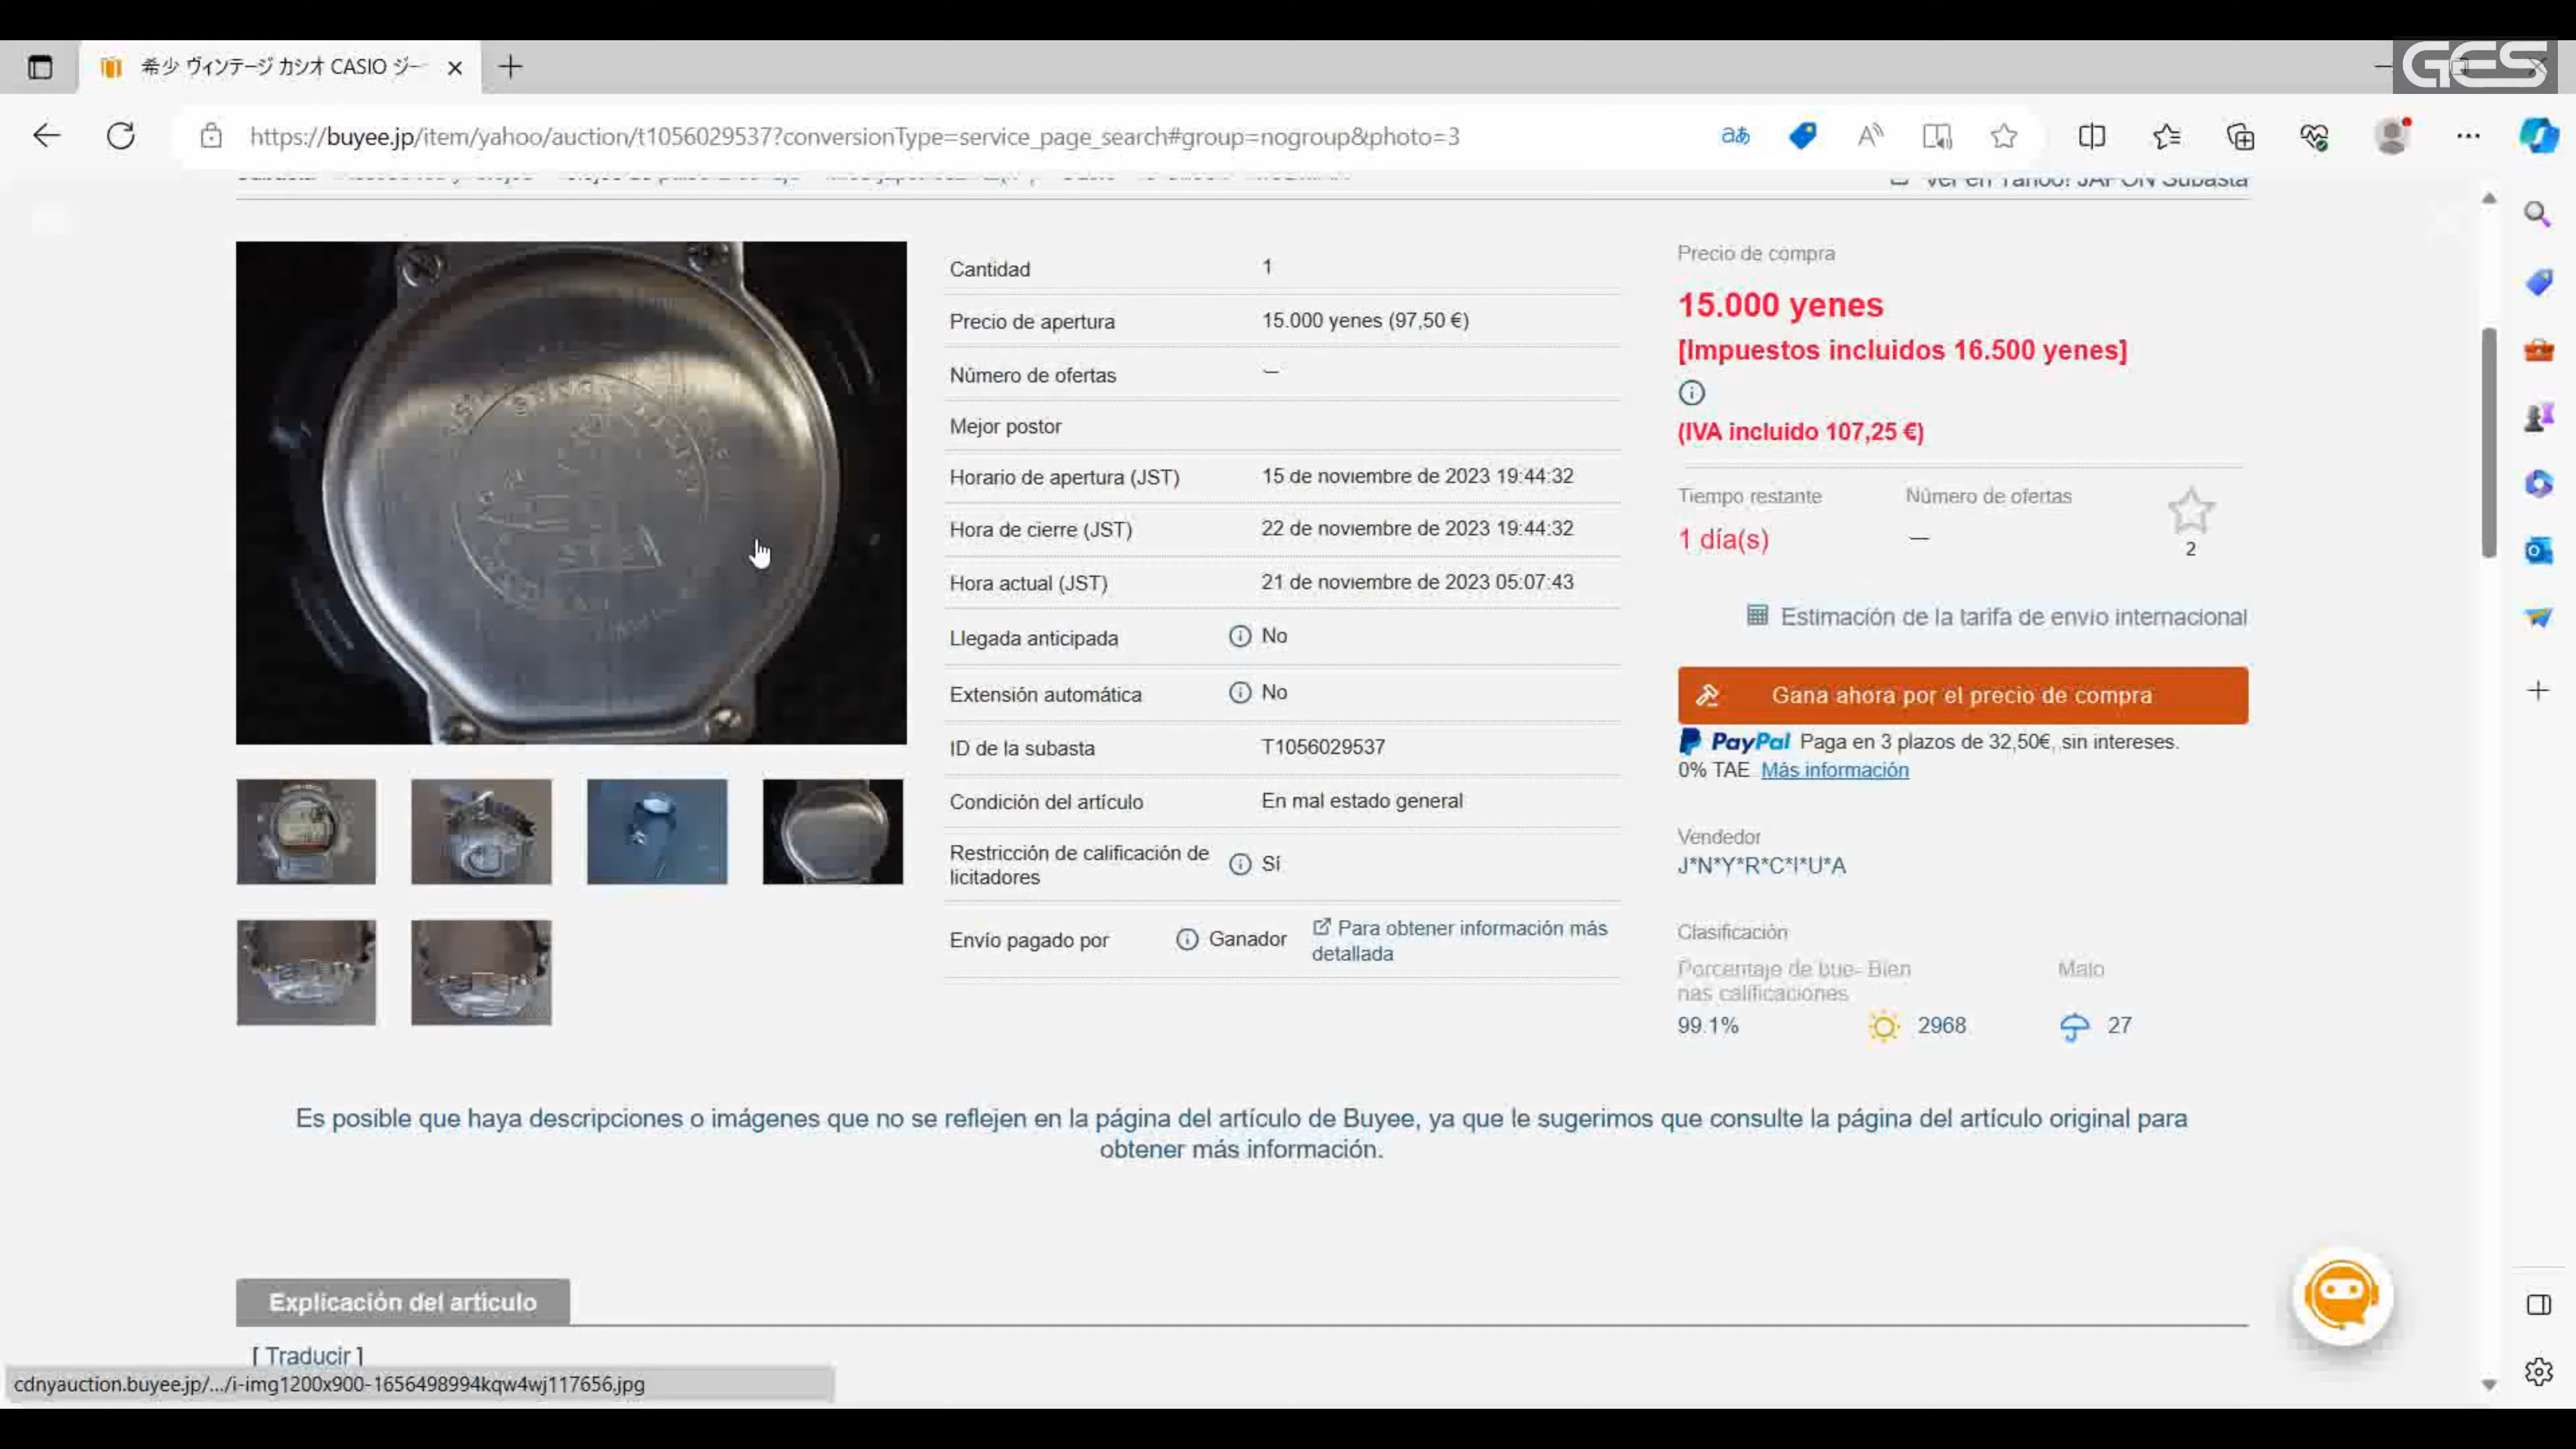 GES
希少 ヴィンテージ カシオ CASIO ジー
https://buyee.jp/item/yahoo/auction/t1056029537?conversionType=service_page_search#group=nogroup&photo=3
Ver en Yahoo! JAPÓN Subasta
Cantidad 1
Precio de apertura 15.000 yenes (97,50 €)
Número de ofertas —
Mejor postor
Horario de apertura (JST) 15 de noviembre de 2023 19:44:32
Hora de cierre (JST) 22 de noviembre de 2023 19:44:32
Hora actual (JST) 21 de noviembre de 2023 05:07:43
Llegada anticipada No
Extensión automática No
ID de la subasta T1056029537
Condición del artículo En mal estado general
Restricción de calificación de
licitadores Sí
Envío pagado por Ganador Para obtener información más
detallada
Precio de compra
15.000 yenes
[Impuestos incluidos 16.500 yenes]
(IVA incluido 107,25 €)
Tiempo restante Número de ofertas
1 día(s) — 2
Estimación de la tarifa de envío internacional
Gana ahora por el precio de compra
PayPal Paga en 3 plazos de 32,50€, sin intereses.
0% TAE Más información
Vendedor
J*N*Y*R*C*I*U*A
Clasificación
Porcentaje de bue- Bien Malo
nas calificaciones
99.1% 2968 27
Es posible que haya descripciones o imágenes que no se reflejen en la página del artículo de Buyee, ya que le sugerimos que consulte la página del artículo original para
obtener más información.
Explicación del artículo
[ Traducir ]
cdnyauction.buyee.jp/.../i-img1200x900-1656498994kqw4wj117656.jpg